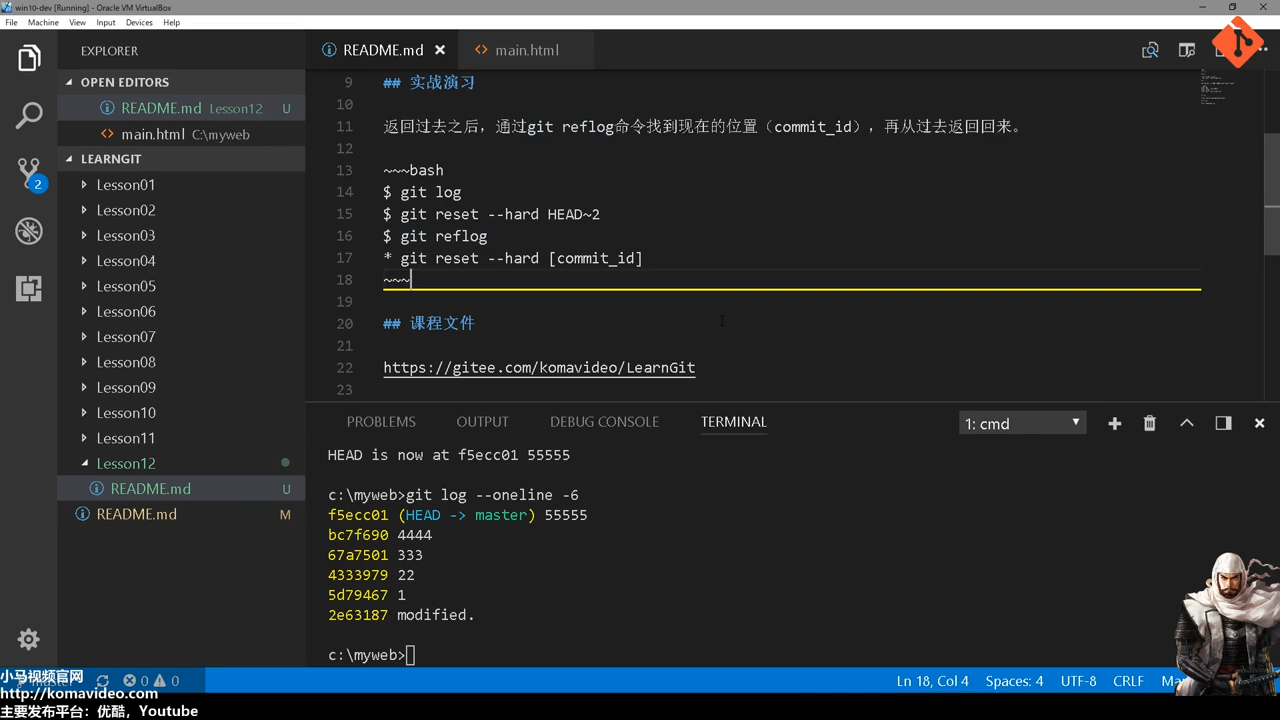 win10-dev [Running] - Oracle VM VirtualBox
File Machine View Input Devices Help
EXPLORER
OPEN EDITORS
README.md Lesson12 U
main.html C:\myweb
LEARNGIT
Lesson01
Lesson02
Lesson03
Lesson04
Lesson05
Lesson06
Lesson07
Lesson08
Lesson09
Lesson10
Lesson11
Lesson12
README.md U
README.md M
2
README.md
main.html
9 ## 实战演习
10
11 返回过去之后，通过git reflog命令找到现在的位置（commit_id），再从过去返回回来。
12
13 ~~~bash
14 $ git log
15 $ git reset --hard HEAD~2
16 $ git reflog
17 * git reset --hard [commit_id]
18 ~~~
19
20 ## 课程文件
21
22 https://gitee.com/komavideo/LearnGit
23
PROBLEMS OUTPUT DEBUG CONSOLE TERMINAL 1: cmd
HEAD is now at f5ecc01 55555
c:\myweb>git log --oneline -6
f5ecc01 (HEAD -> master) 55555
bc7f690 4444
67a7501 333
4333979 22
5d79467 1
2e63187 modified.
c:\myweb>
0 0 Ln 18, Col 4 Spaces: 4 UTF-8 CRLF
小马视频官网
http://komavideo.com
主要发布平台：优酷，Youtube